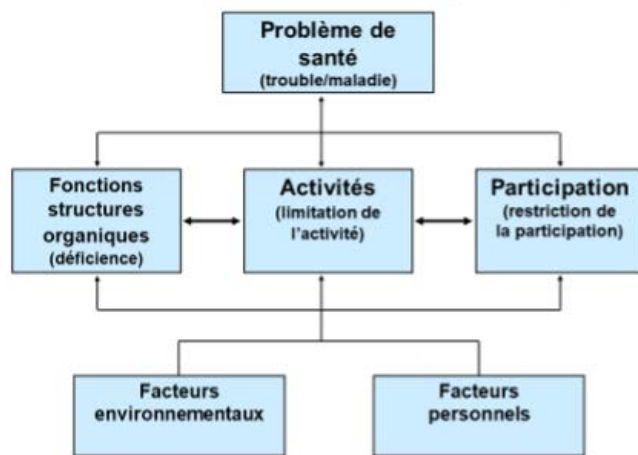 Problème de
santé
(trouble/maladie)
Fonctions
structures
organiques
(déficience)
Activités
(limitation de
l'activité)
Participation
(restriction de
la participation)
Facteurs
environnementaux
Facteurs
personnels